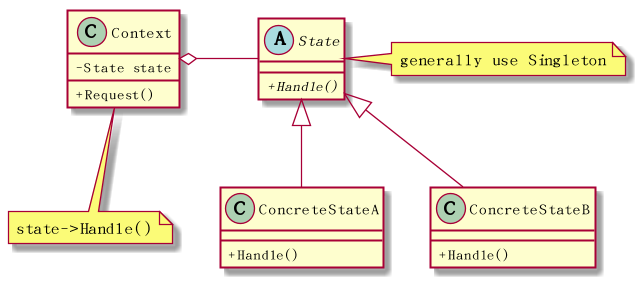 C Context
-State state
+Request()
A State
+Handle()
generally use Singleton
state->Handle()
C ConcreteStateA
+Handle()
C ConcreteStateB
+Handle()